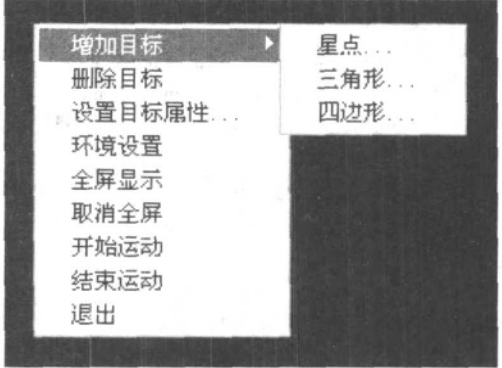 增加目标
删除目标
设置目标属性...
环境设置
全屏显示
取消全屏
开始运动
结束运动
退出
星点...
三角形...
四边形...